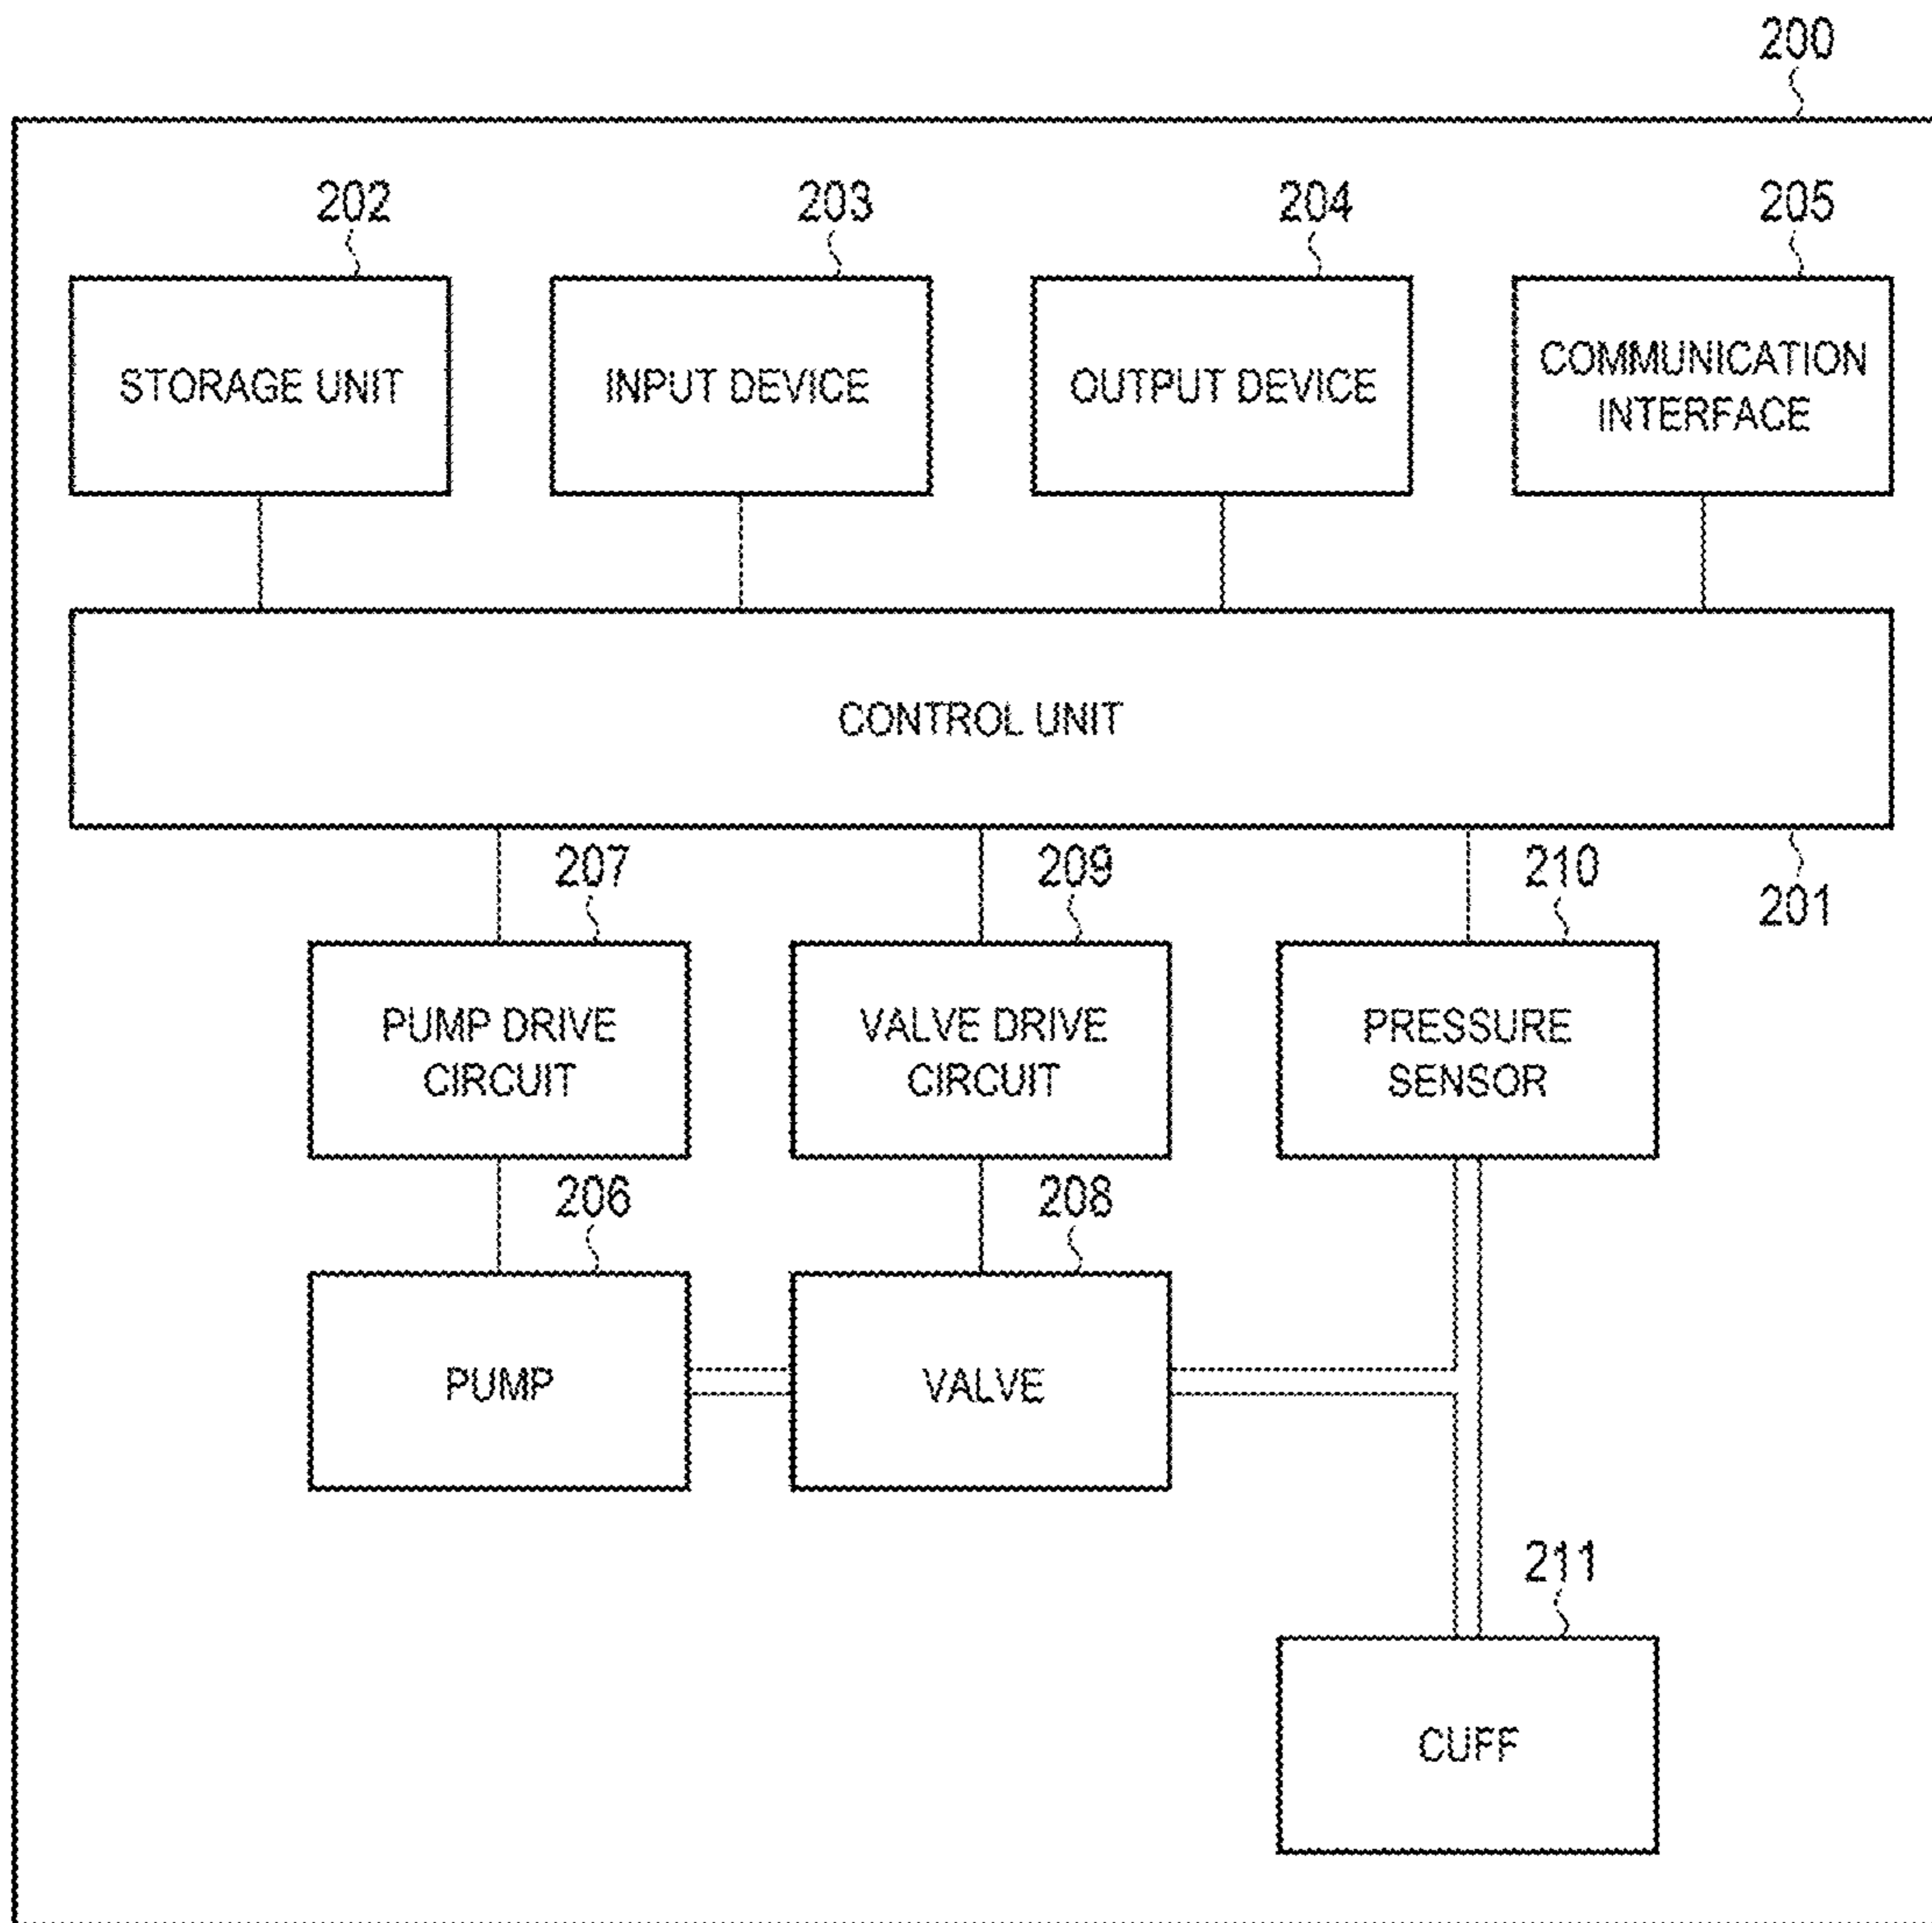 200
202
203
204
205
STORAGE UNIT
INPUT DEVICE
OUTPUT DEVICE
COMMUNICATION
INTERFACE
CONTROL UNIT
207
209
210
201
PUMP DRIVE
CIRCUIT
VALVE DRIVE
CIRCUIT
PRESSURE
SENSOR
206
208
PUMP
VALVE
211
CUFF